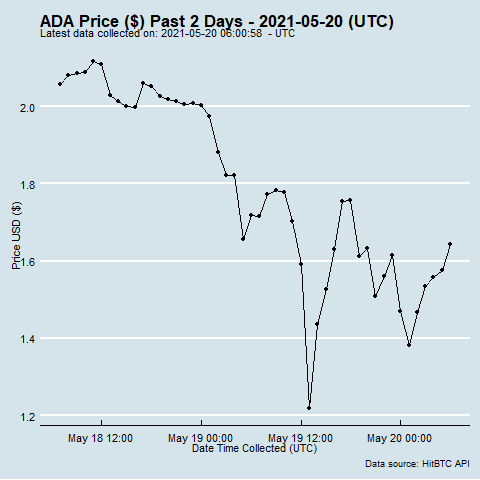 ADA Price ($) Past 2 Days - 2021-05-20 (UTC)
Latest data collected on: 2021-05-20 06:00:58 - UTC
2.0
1.8
1.6
1.4
1.2
Price USD ($)
May 18 12:00
May 19 00:00
May 19 12:00
May 20 00:00
Date Time Collected (UTC)
Data source: HitBTC API